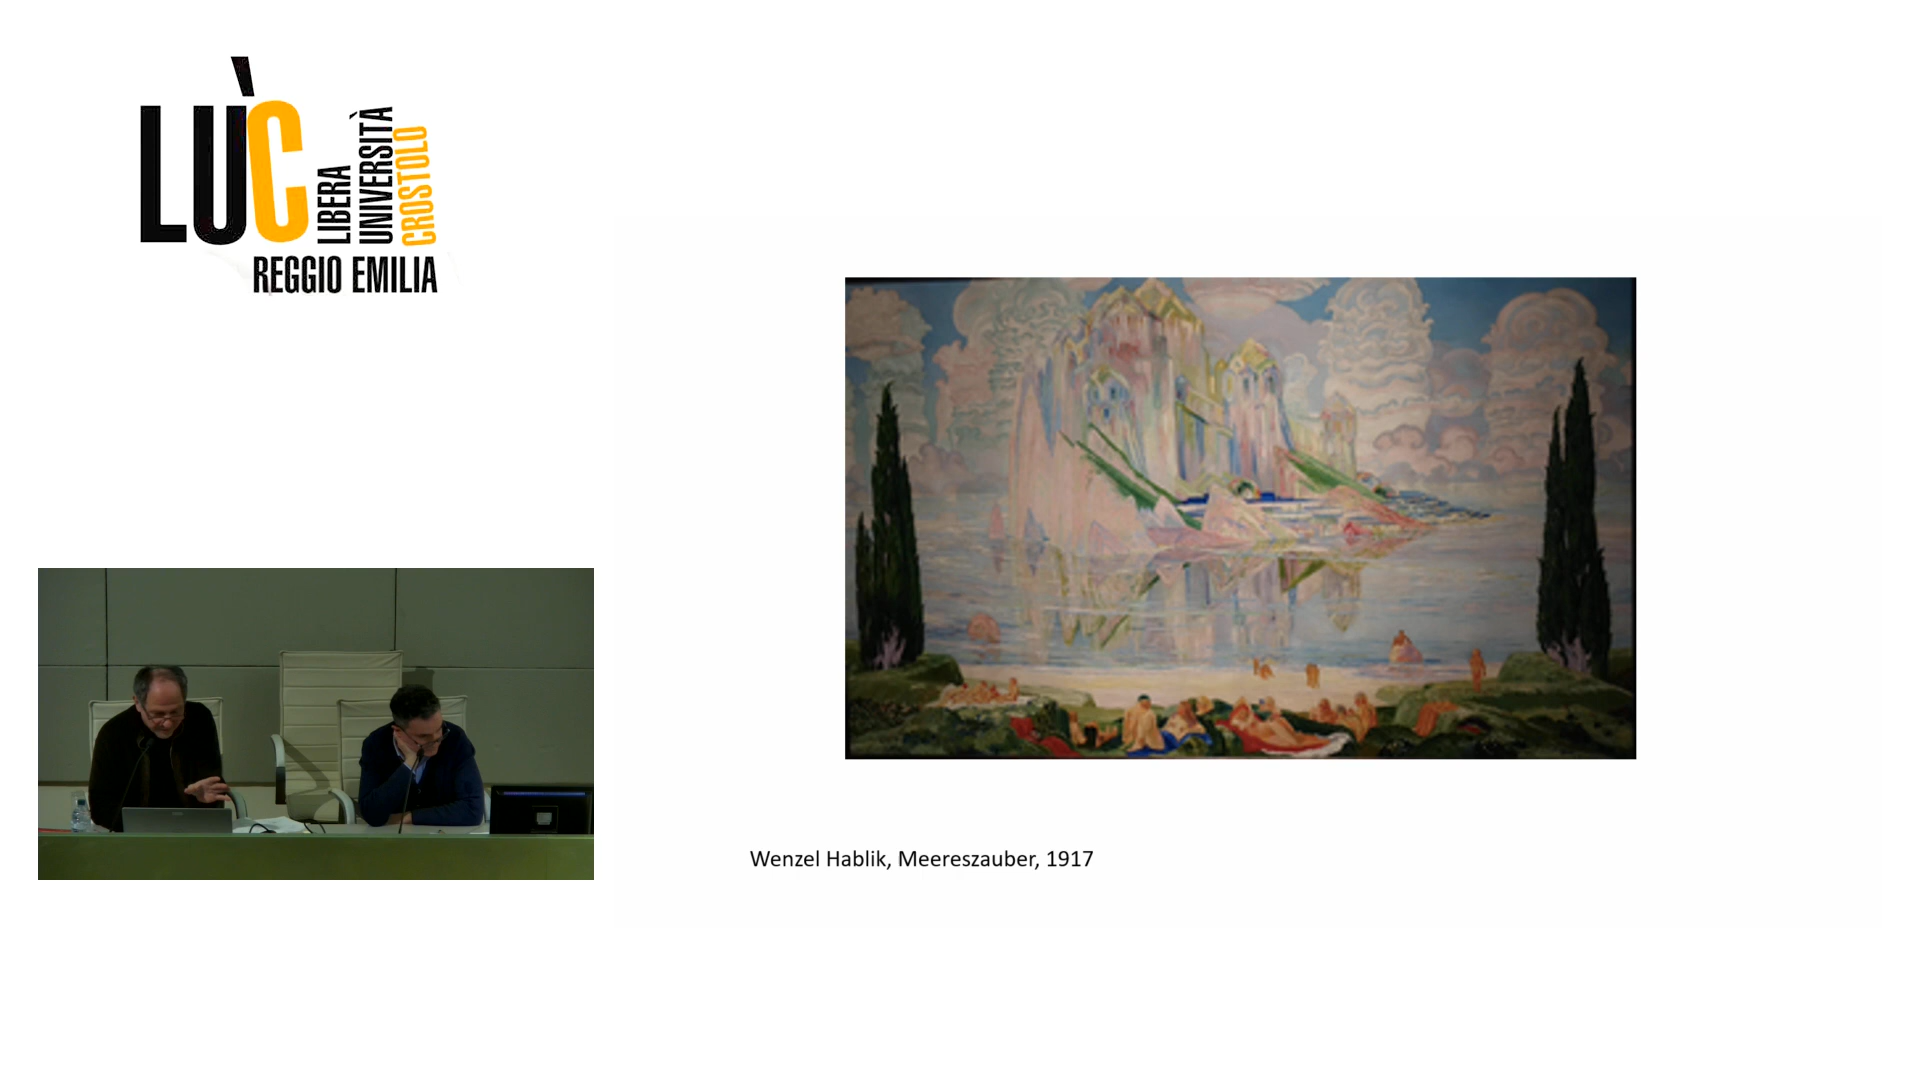 LÙC
LIBERA
UNIVERSITÀ
CROSTOLO
REGGIO EMILIA
Wenzel Hablik, Meereszauber, 1917